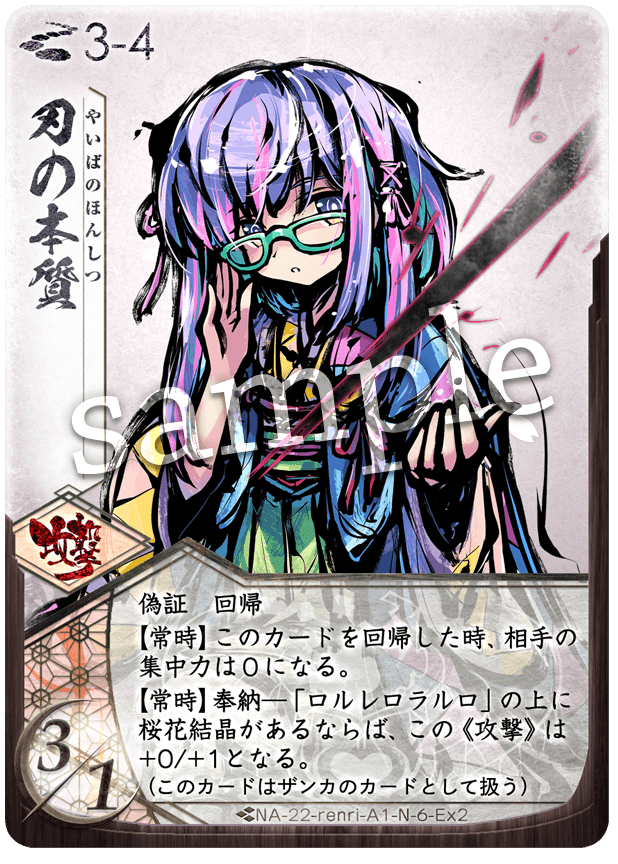 3-4
刃の本質
やいばのほんしつ
sample
攻撃
偽証 回帰
【常時】このカードを回帰した時、相手の
集中力は0になる。
【常時】奉納―「ロルレロラルロ」の上に
桜花結晶があるならば、この《攻撃》は
+0/+1となる。
(このカードはザンカのカードとして扱う)
3/1
NA-22-renri-A1-N-6-Ex2